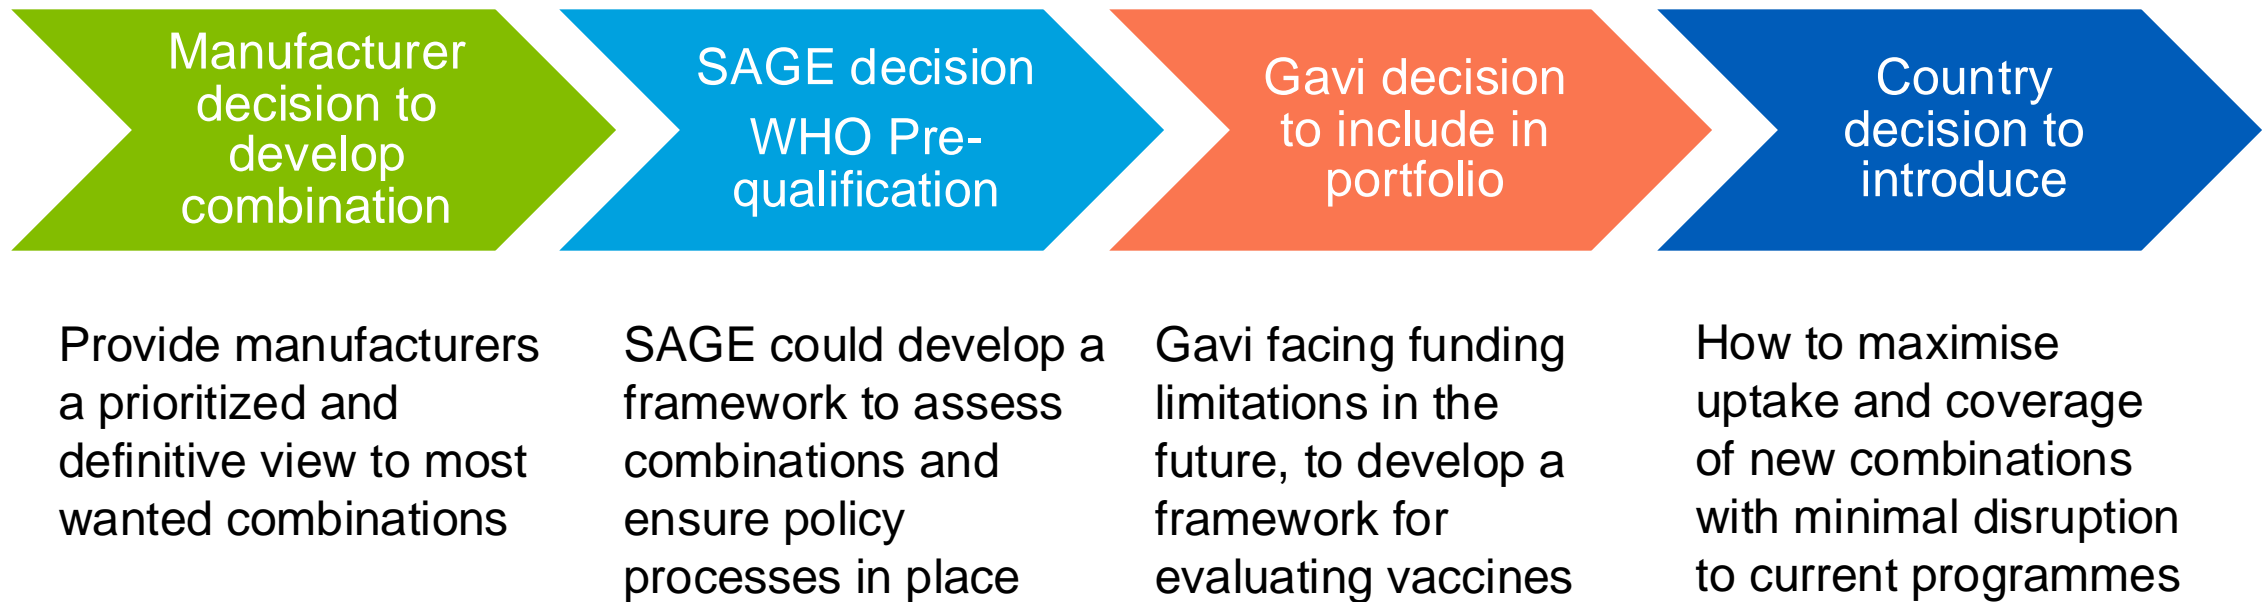 Manufacturer
decision to
develop
combination
SAGE decision
WHO Pre-
qualification
Gavi decision
to include in
portfolio
Country
decision to
introduce
Provide manufacturers
a prioritized and
definitive view to most
wanted combinations
SAGE could develop a
framework to assess
combinations and
ensure policy
processes in place
Gavi facing funding
limitations in the
future, to develop a
framework for
evaluating vaccines
How to maximise
uptake and coverage
of new combinations
with minimal disruption
to current programmes